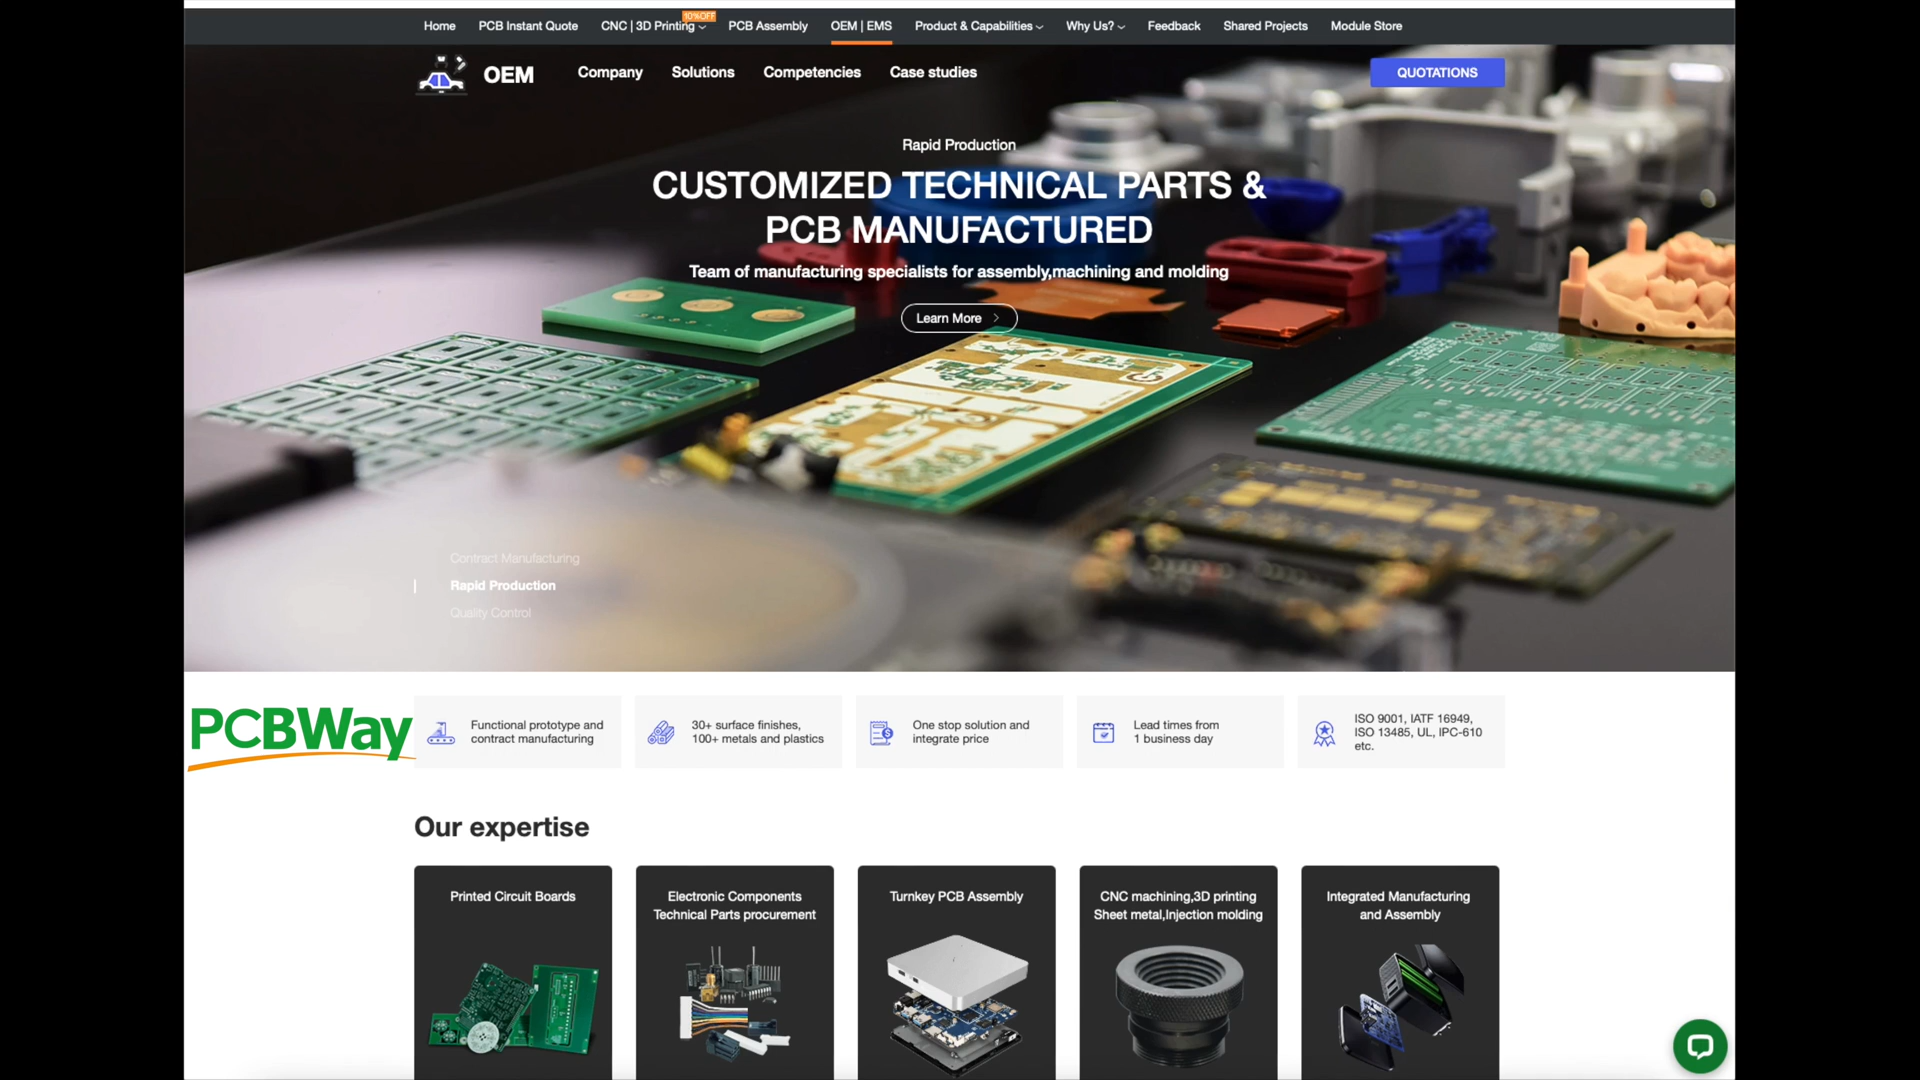 Home PCB Instant Quote CNC | 3D Printing 10%OFF PCB Assembly OEM | EMS Product & Capabilities Why Us? Feedback Shared Projects Module Store
OEM Company Solutions Competencies Case studies QUOTATIONS
Rapid Production
CUSTOMIZED TECHNICAL PARTS &
PCB MANUFACTURED
Team of manufacturing specialists for assembly,machining and molding
Learn More
Contract Manufacturing
Rapid Production
Quality Control
PCBWay
Functional prototype and
contract manufacturing
30+ surface finishes,
100+ metals and plastics
One stop solution and
integrate price
Lead times from
1 business day
ISO 9001, IATF 16949,
ISO 13485, UL, IPC-610
etc.
Our expertise
Printed Circuit Boards
Electronic Components
Technical Parts procurement
Turnkey PCB Assembly
CNC machining,3D printing
Sheet metal,Injection molding
Integrated Manufacturing
and Assembly